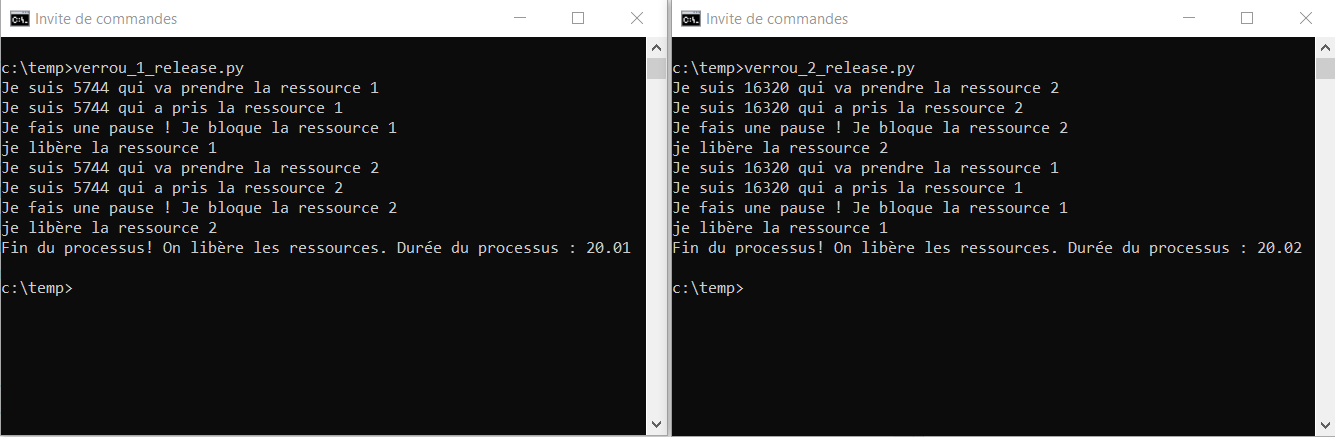 Invite de commandes
c:\temp>verrou_1_release.py
Je suis 5744 qui va prendre la ressource 1
Je suis 5744 qui a pris la ressource 1
Je fais une pause ! Je bloque la ressource 1
je libère la ressource 1
Je suis 5744 qui va prendre la ressource 2
Je suis 5744 qui a pris la ressource 2
Je fais une pause ! Je bloque la ressource 2
je libère la ressource 2
Fin du processus! On libère les ressources. Durée du processus : 20.01
c:\temp>
Invite de commandes
c:\temp>verrou_2_release.py
Je suis 16320 qui va prendre la ressource 2
Je suis 16320 qui a pris la ressource 2
Je fais une pause ! Je bloque la ressource 2
je libère la ressource 2
Je suis 16320 qui va prendre la ressource 1
Je suis 16320 qui a pris la ressource 1
Je fais une pause ! Je bloque la ressource 1
je libère la ressource 1
Fin du processus! On libère les ressources. Durée du processus : 20.02
c:\temp>